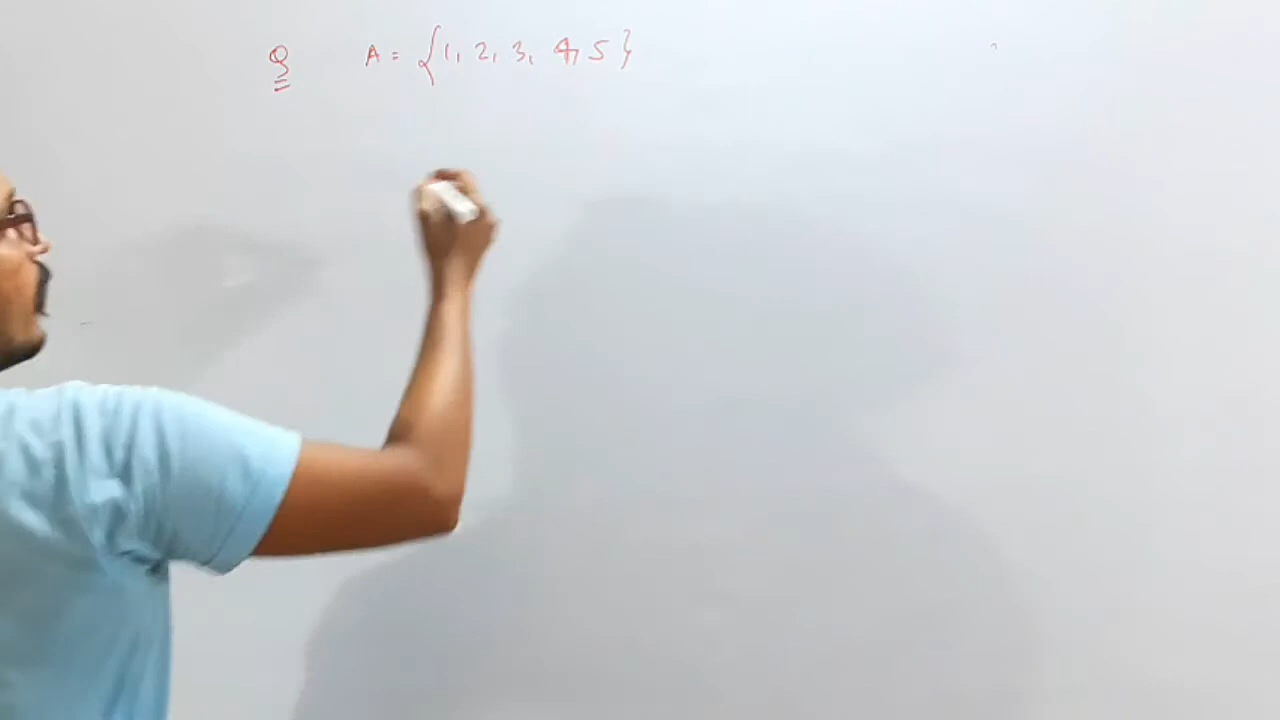 Q A = {1, 2, 3, 4, 5}